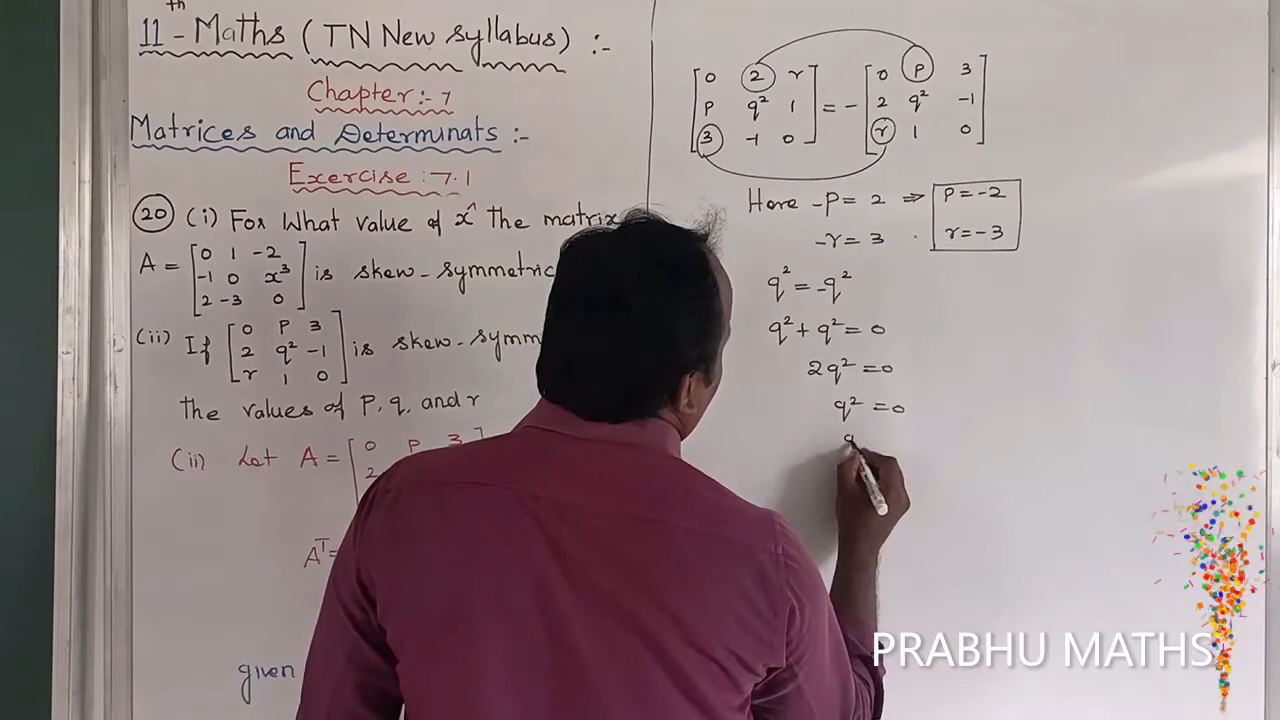 11th - Maths (TN New Syllabus) :-
Chapter :- 7
Matrices and Determinats :-
Exercise : 7.1
20 (i) For What value of x^ the matrix
A = [0 1 -2
-1 0 x³
2 -3 0] is skew-symmetric
(ii) If [0 P 3
2 q² -1
r 1 0] is skew-symm
the values of P, q, and r
(ii) Let A = [0 P 3
2
Aᵀ=
given
[0 2 r
P q² 1
3 -1 0] = - [0 P 3
2 q² -1
r 1 0]
Here -P = 2 ⇒ P = -2
-r = 3 . r = -3
q² = -q²
q² + q² = 0
2q² = 0
q² = 0
q
PRABHU MATHS